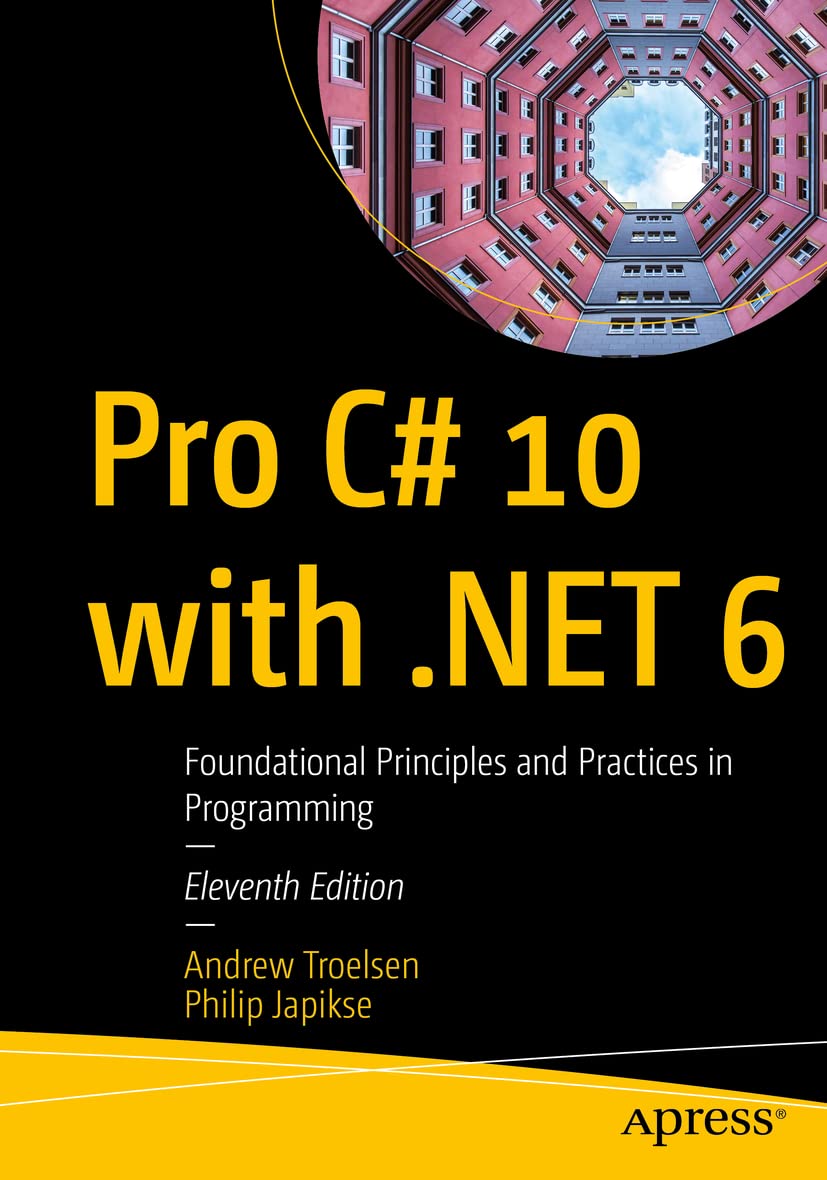 Pro C# 10
with .NET 6
Foundational Principles and Practices in
Programming
—
Eleventh Edition
—
Andrew Troelsen
Philip Japikse
Apress®